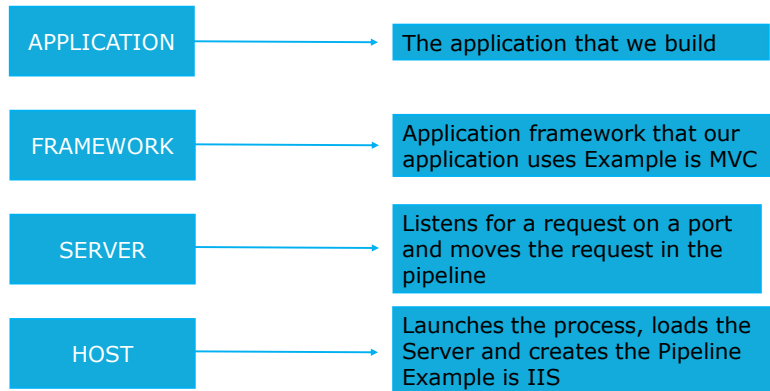 APPLICATION
The application that we build
FRAMEWORK
Application framework that our
application uses Example is MVC
SERVER
Listens for a request on a port
and moves the request in the
pipeline
HOST
Launches the process, loads the
Server and creates the Pipeline
Example is IIS